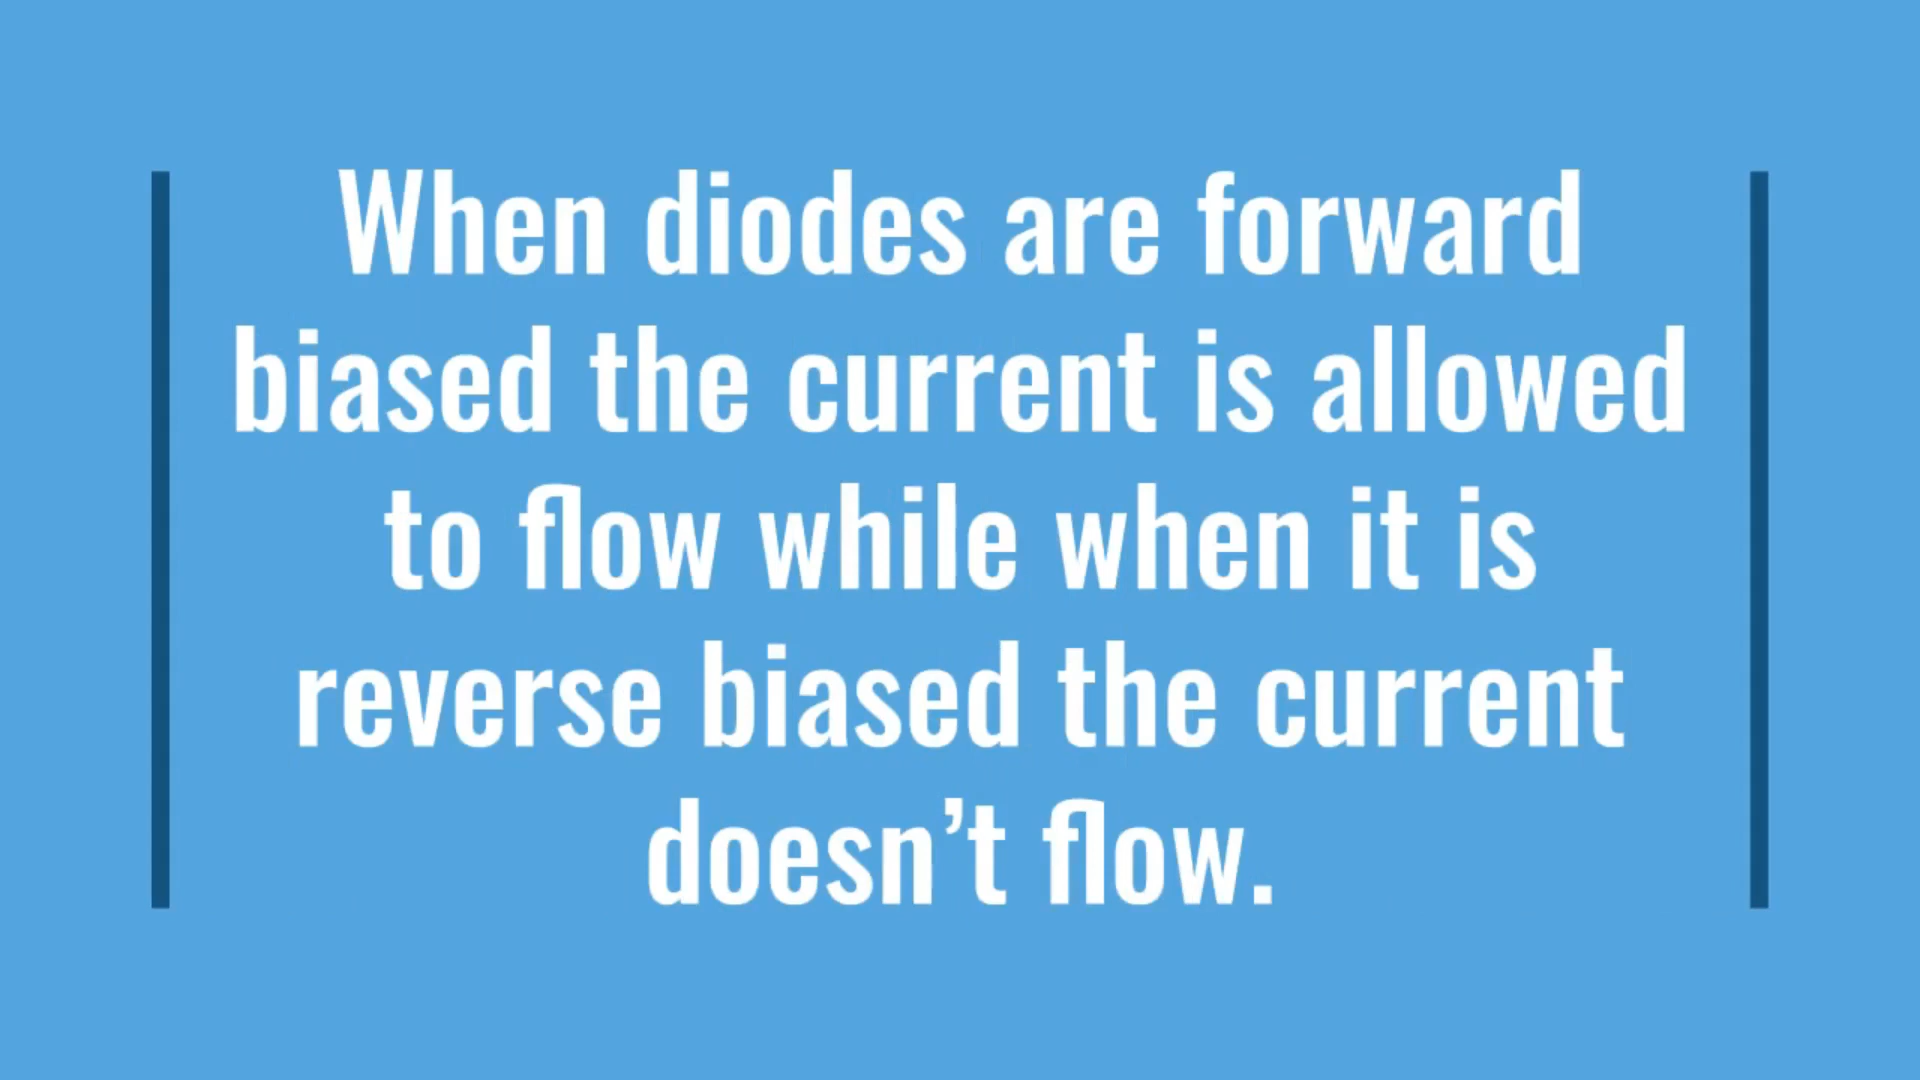 When diodes are forward
biased the current is allowed
to flow while when it is
reverse biased the current
doesn’t flow.